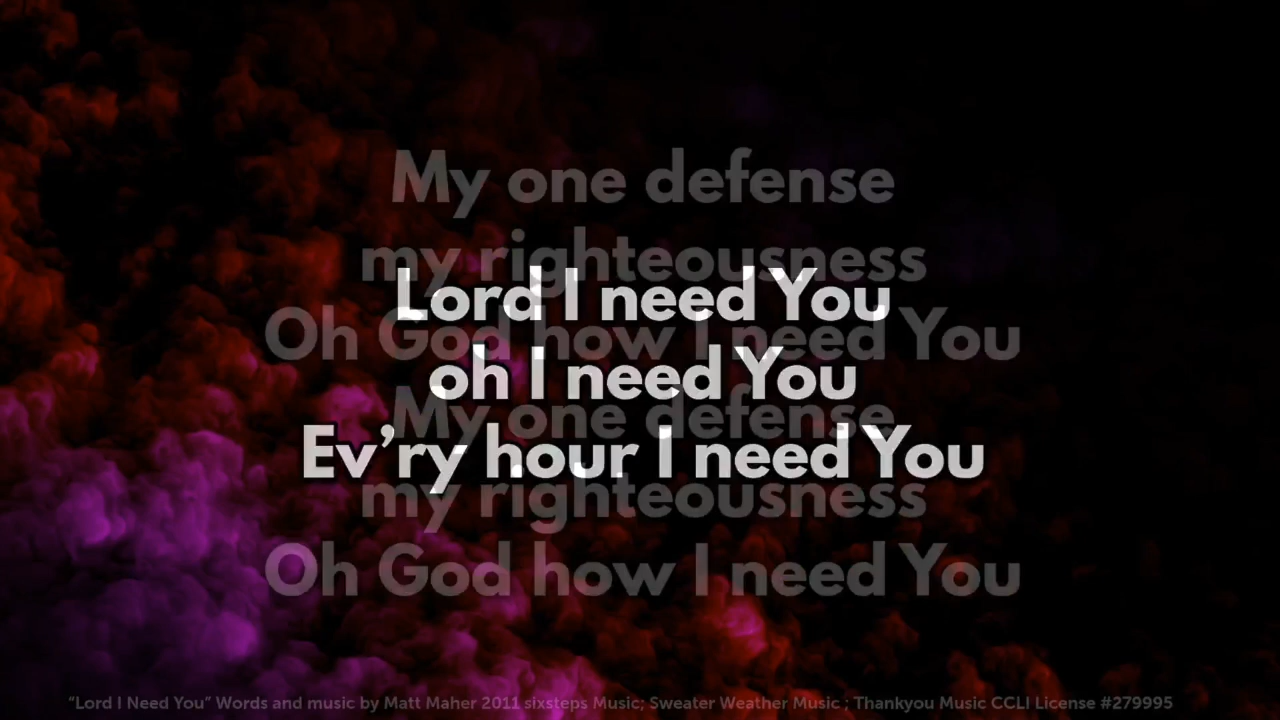 My one defense
my righteousness
Lord I need You
Oh God how I need You
oh I need You
My one defense
Ev’ry hour I need You
my righteousness
Oh God how I need You
“Lord I Need You” Words and music by Matt Maher 2011 sixsteps Music; Sweater Weather Music ; Thankyou Music CCLI License #279995